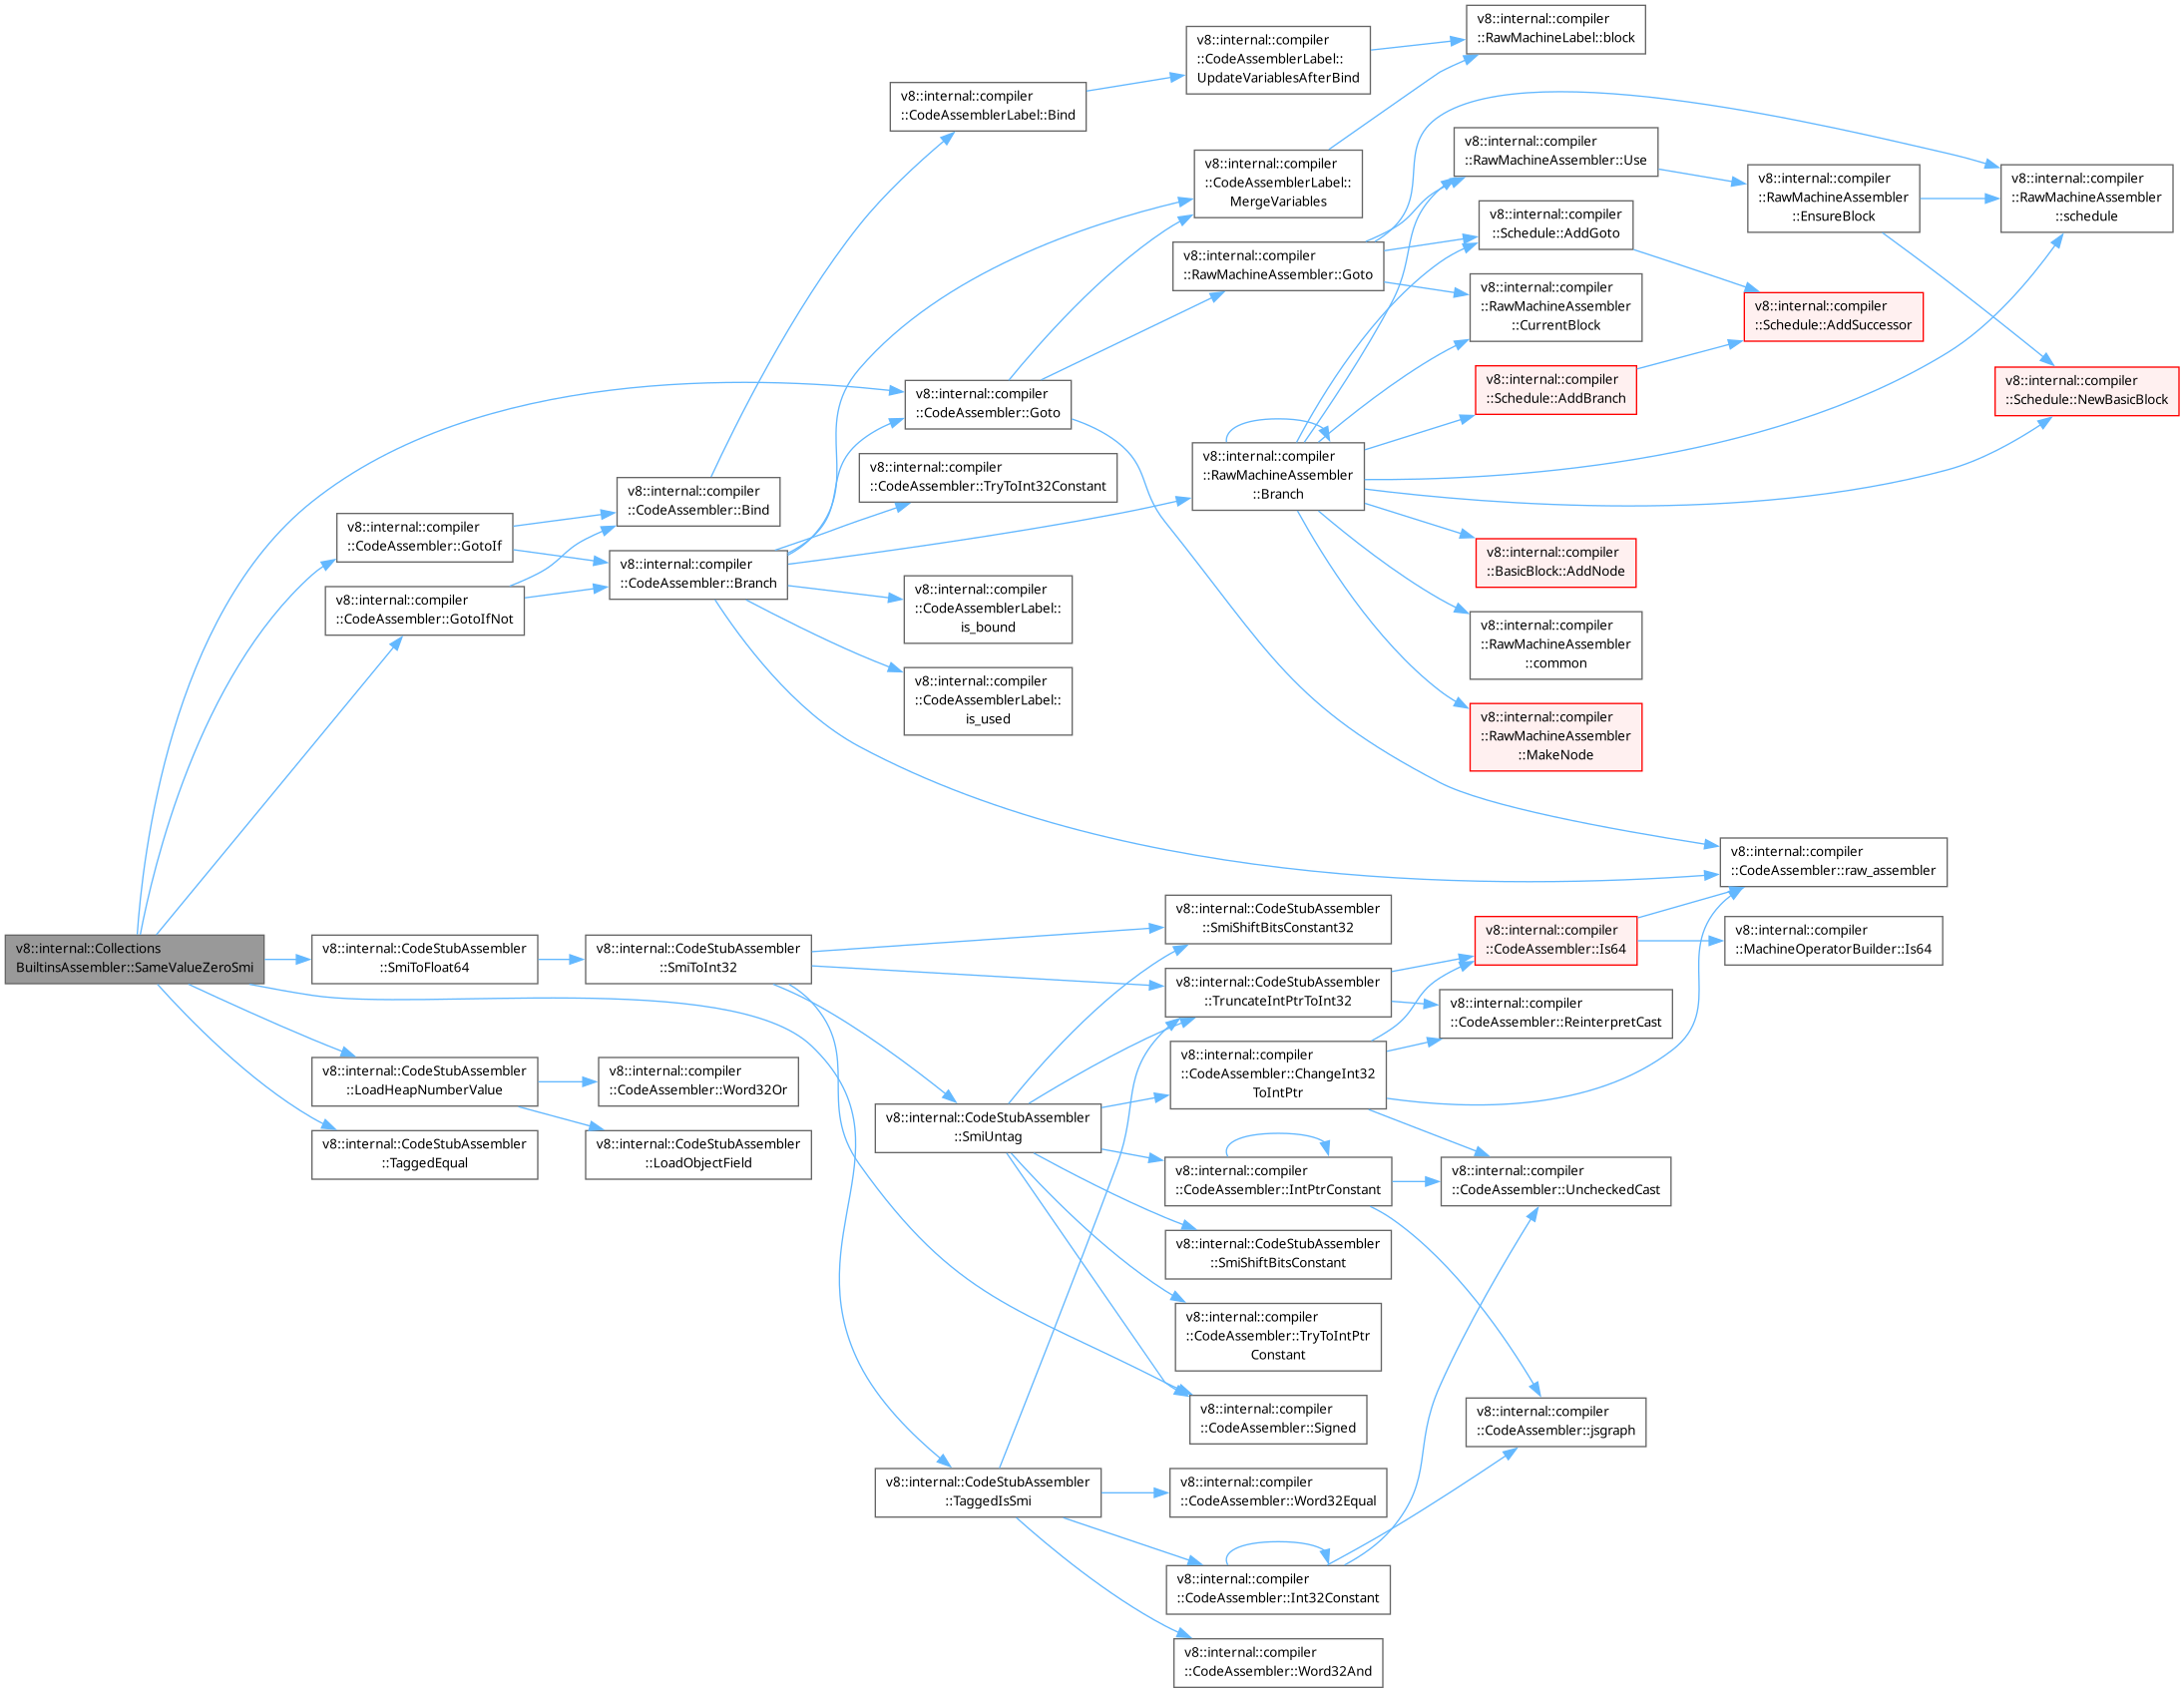 v8::internal::Collections
BuiltinsAssembler::SameValueZeroSmi
v8::internal::compiler
::CodeAssembler::GotoIf
v8::internal::compiler
::CodeAssembler::GotoIfNot
v8::internal::CodeStubAssembler
::SmiToFloat64
v8::internal::CodeStubAssembler
::LoadHeapNumberValue
v8::internal::CodeStubAssembler
::TaggedEqual
v8::internal::compiler
::CodeAssembler::Bind
v8::internal::compiler
::CodeAssembler::Branch
v8::internal::CodeStubAssembler
::SmiToInt32
v8::internal::compiler
::CodeAssembler::Word32Or
v8::internal::CodeStubAssembler
::LoadObjectField
v8::internal::compiler
::CodeAssemblerLabel::Bind
v8::internal::compiler
::CodeAssembler::Goto
v8::internal::compiler
::CodeAssembler::TryToInt32Constant
v8::internal::compiler
::CodeAssemblerLabel::
is_bound
v8::internal::compiler
::CodeAssemblerLabel::
is_used
v8::internal::CodeStubAssembler
::SmiUntag
v8::internal::CodeStubAssembler
::TaggedIsSmi
v8::internal::compiler
::CodeAssemblerLabel::
UpdateVariablesAfterBind
v8::internal::compiler
::CodeAssemblerLabel::
MergeVariables
v8::internal::compiler
::RawMachineAssembler::Goto
v8::internal::compiler
::RawMachineAssembler
::Branch
v8::internal::CodeStubAssembler
::SmiShiftBitsConstant32
v8::internal::CodeStubAssembler
::TruncateIntPtrToInt32
v8::internal::compiler
::CodeAssembler::ChangeInt32
ToIntPtr
v8::internal::compiler
::CodeAssembler::IntPtrConstant
v8::internal::CodeStubAssembler
::SmiShiftBitsConstant
v8::internal::compiler
::CodeAssembler::TryToIntPtr
Constant
v8::internal::compiler
::CodeAssembler::Signed
v8::internal::compiler
::CodeAssembler::Word32Equal
v8::internal::compiler
::CodeAssembler::Int32Constant
v8::internal::compiler
::CodeAssembler::Word32And
v8::internal::compiler
::RawMachineLabel::block
v8::internal::compiler
::RawMachineAssembler::Use
v8::internal::compiler
::Schedule::AddGoto
v8::internal::compiler
::RawMachineAssembler
::CurrentBlock
v8::internal::compiler
::Schedule::AddBranch
v8::internal::compiler
::BasicBlock::AddNode
v8::internal::compiler
::RawMachineAssembler
::common
v8::internal::compiler
::RawMachineAssembler
::MakeNode
v8::internal::compiler
::CodeAssembler::Is64
v8::internal::compiler
::CodeAssembler::ReinterpretCast
v8::internal::compiler
::CodeAssembler::UncheckedCast
v8::internal::compiler
::CodeAssembler::jsgraph
v8::internal::compiler
::RawMachineAssembler
::EnsureBlock
v8::internal::compiler
::Schedule::AddSuccessor
v8::internal::compiler
::CodeAssembler::raw_assembler
v8::internal::compiler
::MachineOperatorBuilder::Is64
v8::internal::compiler
::RawMachineAssembler
::schedule
v8::internal::compiler
::Schedule::NewBasicBlock